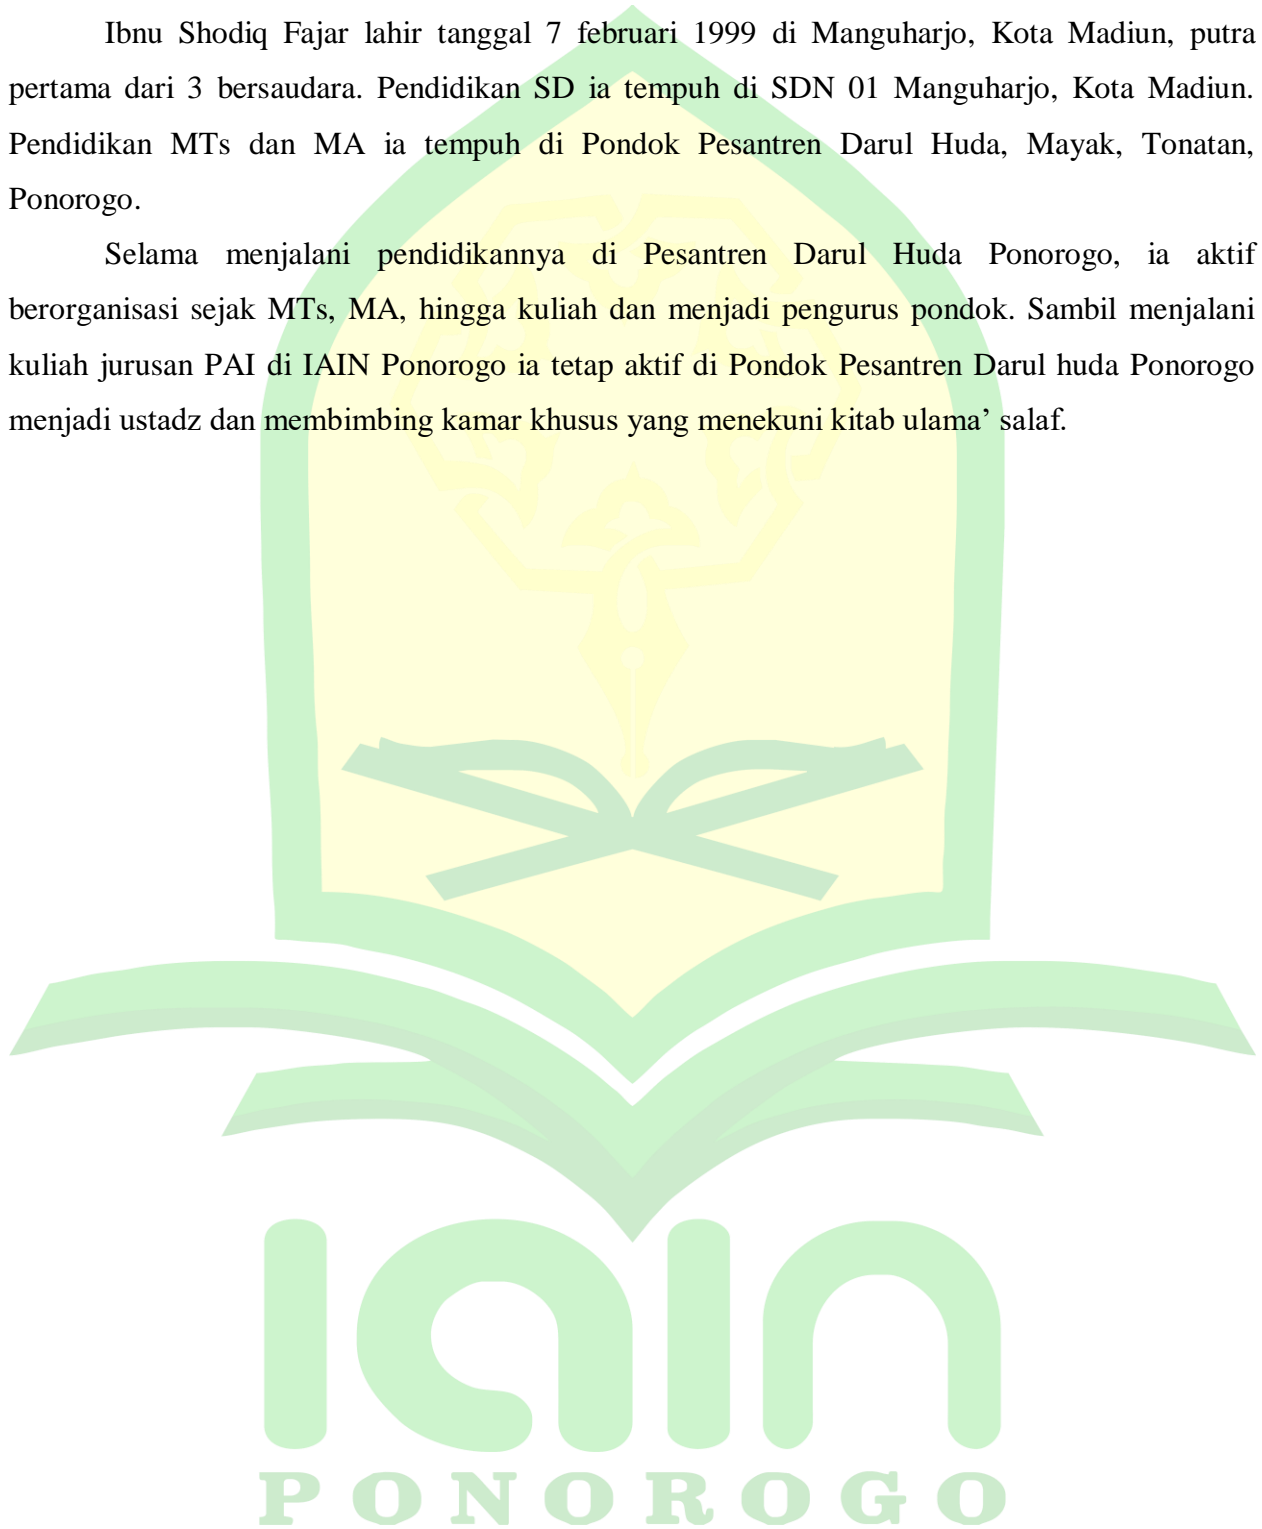 Ibnu Shodiq Fajar lahir tanggal 7 februari 1999 di Manguharjo, Kota Madiun, putra
pertama dari 3 bersaudara. Pendidikan SD ia tempuh di SDN 01 Manguharjo, Kota Madiun.
Pendidikan MTs dan MA ia tempuh di Pondok Pesantren Darul Huda, Mayak, Tonatan,
Ponorogo.
Selama menjalani pendidikannya di Pesantren Darul Huda Ponorogo, ia aktif
berorganisasi sejak MTs, MA, hingga kuliah dan menjadi pengurus pondok. Sambil menjalani
kuliah jurusan PAI di IAIN Ponorogo ia tetap aktif di Pondok Pesantren Darul huda Ponorogo
menjadi ustadz dan membimbing kamar khusus yang menekuni kitab ulama’ salaf.
iain
PONOROGO